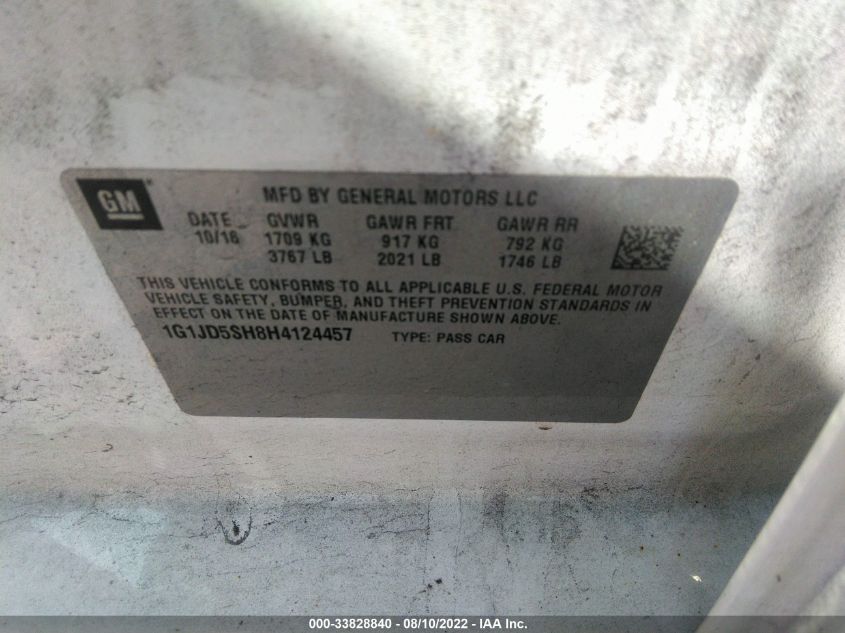 GM
MFD BY GENERAL MOTORS LLC
DATE GVWR GAWR FRT GAWR RR
10/16 1709 KG 917 KG 792 KG
3767 LB 2021 LB 1746 LB
THIS VEHICLE CONFORMS TO ALL APPLICABLE U.S. FEDERAL MOTOR
VEHICLE SAFETY, BUMPER, AND THEFT PREVENTION STANDARDS IN
EFFECT ON THE DATE OF MANUFACTURE SHOWN ABOVE.
1G1JD5SH8H4124457 TYPE: PASS CAR
000-33828840 - 08/10/2022 - IAA Inc.